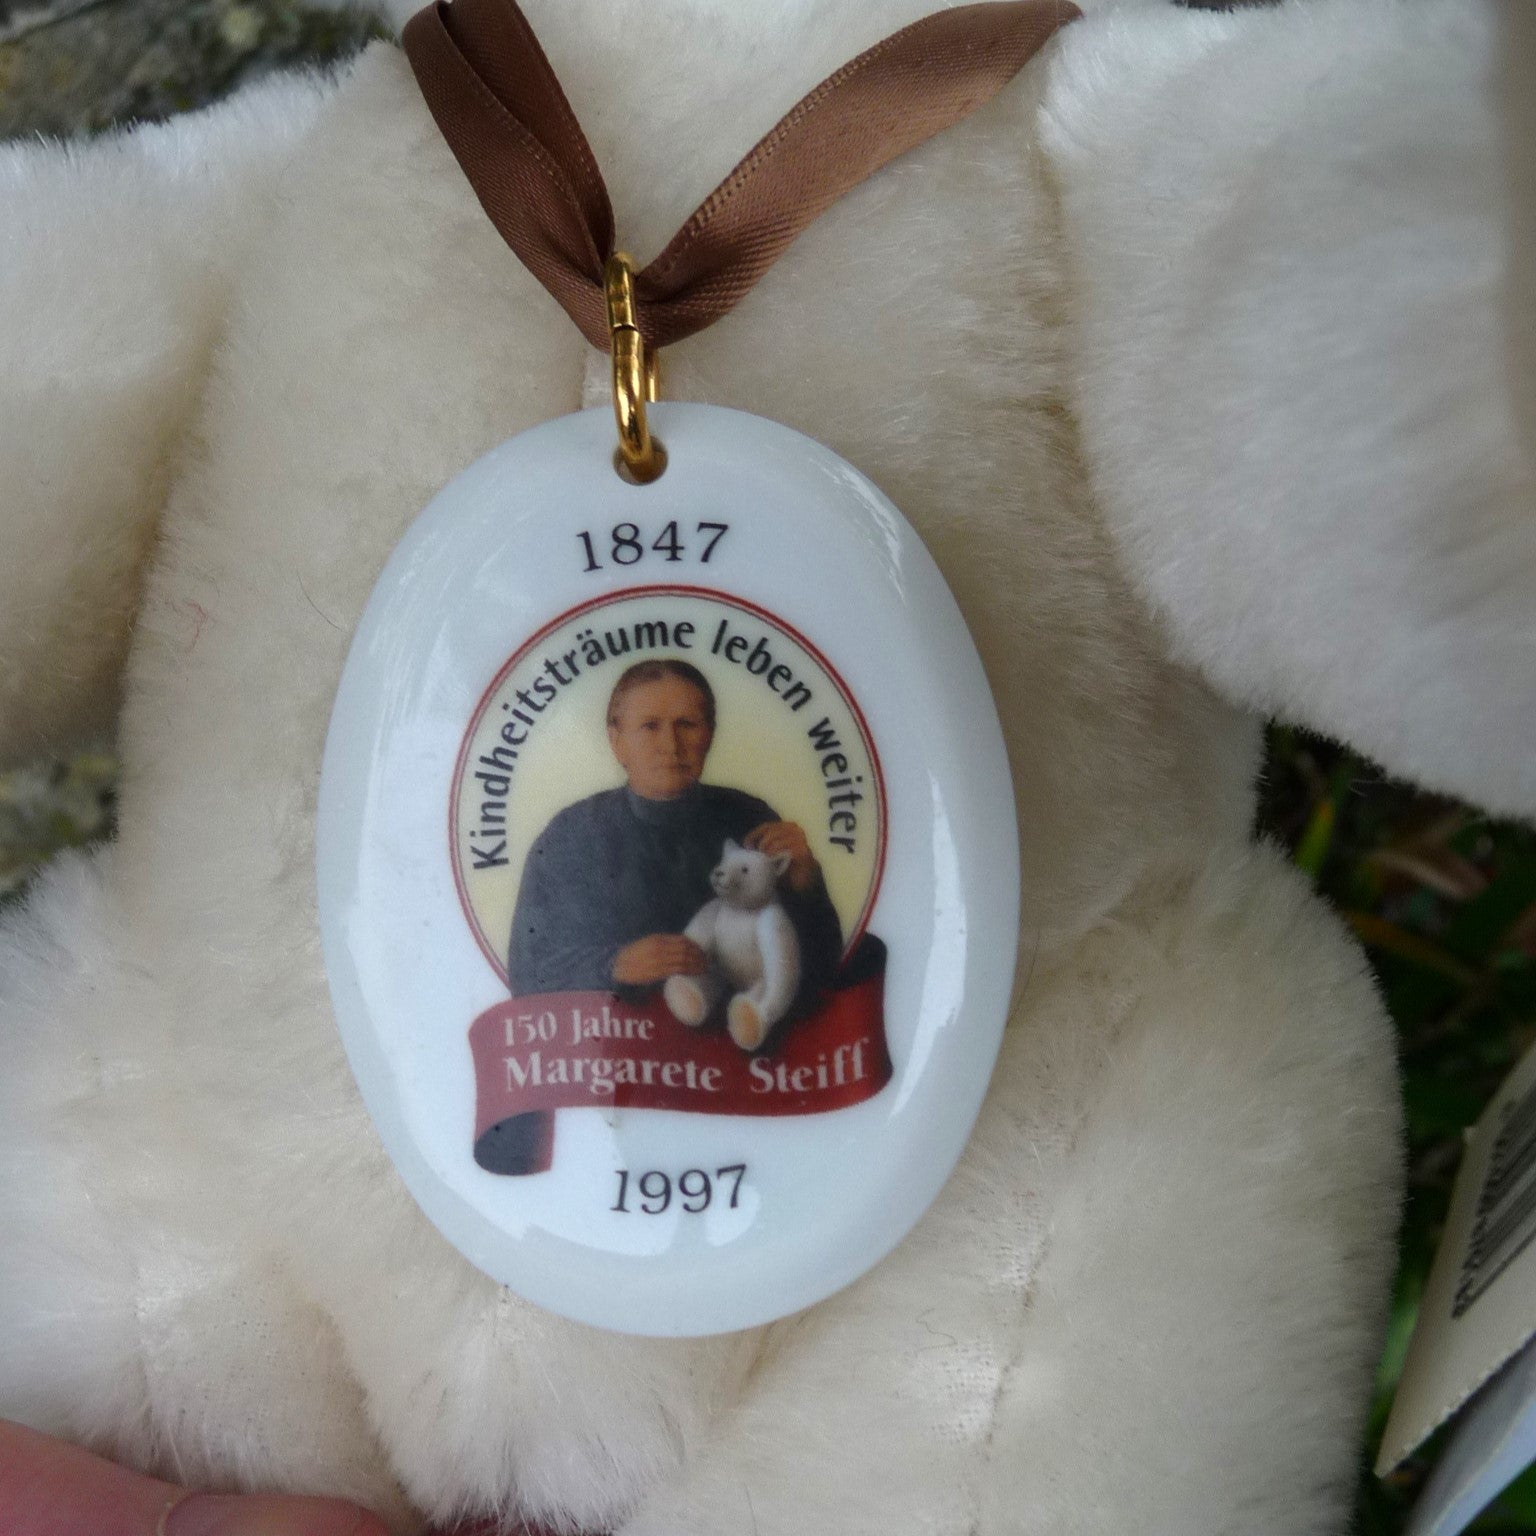 1847
Kindheitsträume leben weiter
150 Jahre
Margarete Steiff
1997